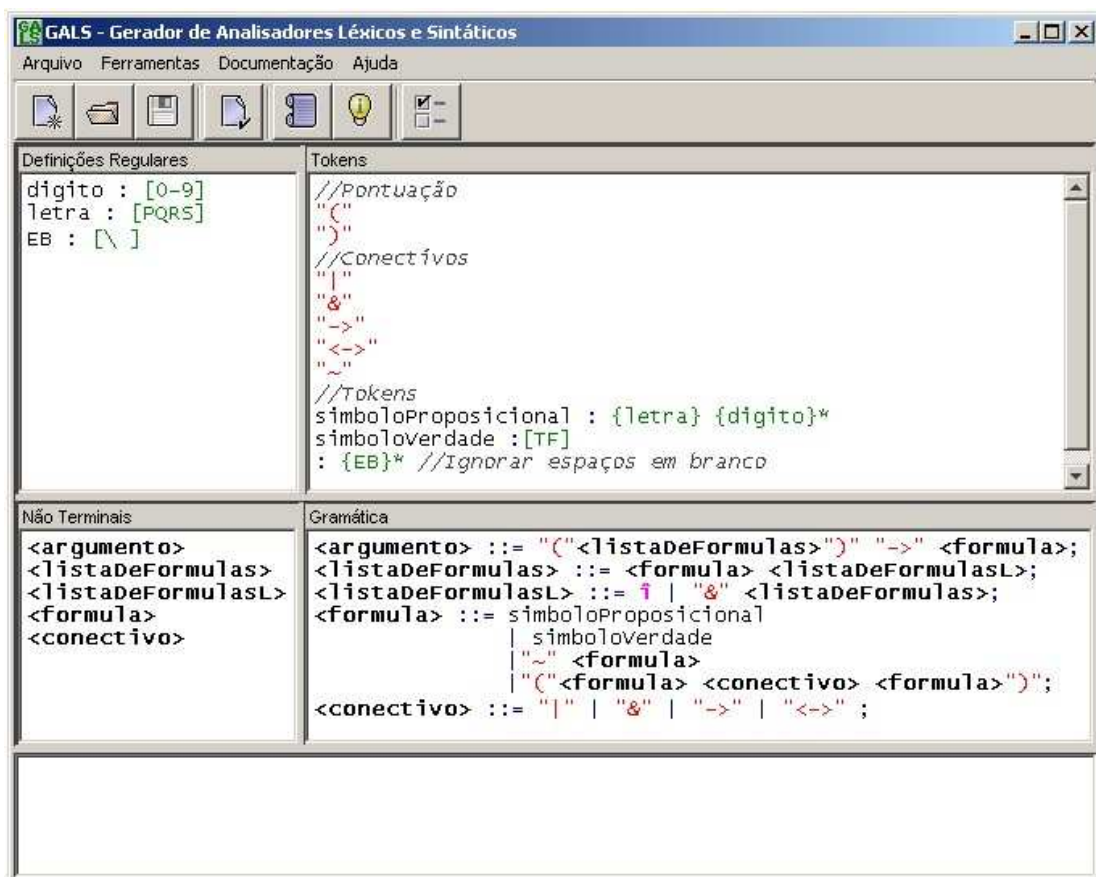 GALS - Gerador de Analisadores Léxicos e Sintáticos
Arquivo Ferramentas Documentação Ajuda
Definições Regulares
digito : [0-9]
letra : [PQRS]
EB : [\ ]
Tokens
//Pontuação
"("
")"
//Conectivos
"|"
"&"
"->"
"<->"
"~"
//Tokens
simboloProposicional : {letra} {digito}*
simboloVerdade :[TF]
: {EB}* //Ignorar espaços em branco
Não Terminais
<argumento>
<listaDeFormulas>
<listaDeFormulasL>
<formula>
<conectivo>
Gramática
<argumento> ::= "("<listaDeFormulas>")" "->" <formula>;
<listaDeFormulas> ::= <formula> <listaDeFormulasL>;
<listaDeFormulasL> ::= î | "&" <listaDeFormulas>;
<formula> ::= simboloProposicional
| simboloVerdade
|"~" <formula>
|"("<formula> <conectivo> <formula>")";
<conectivo> ::= "|" | "&" | "->" | "<->" ;